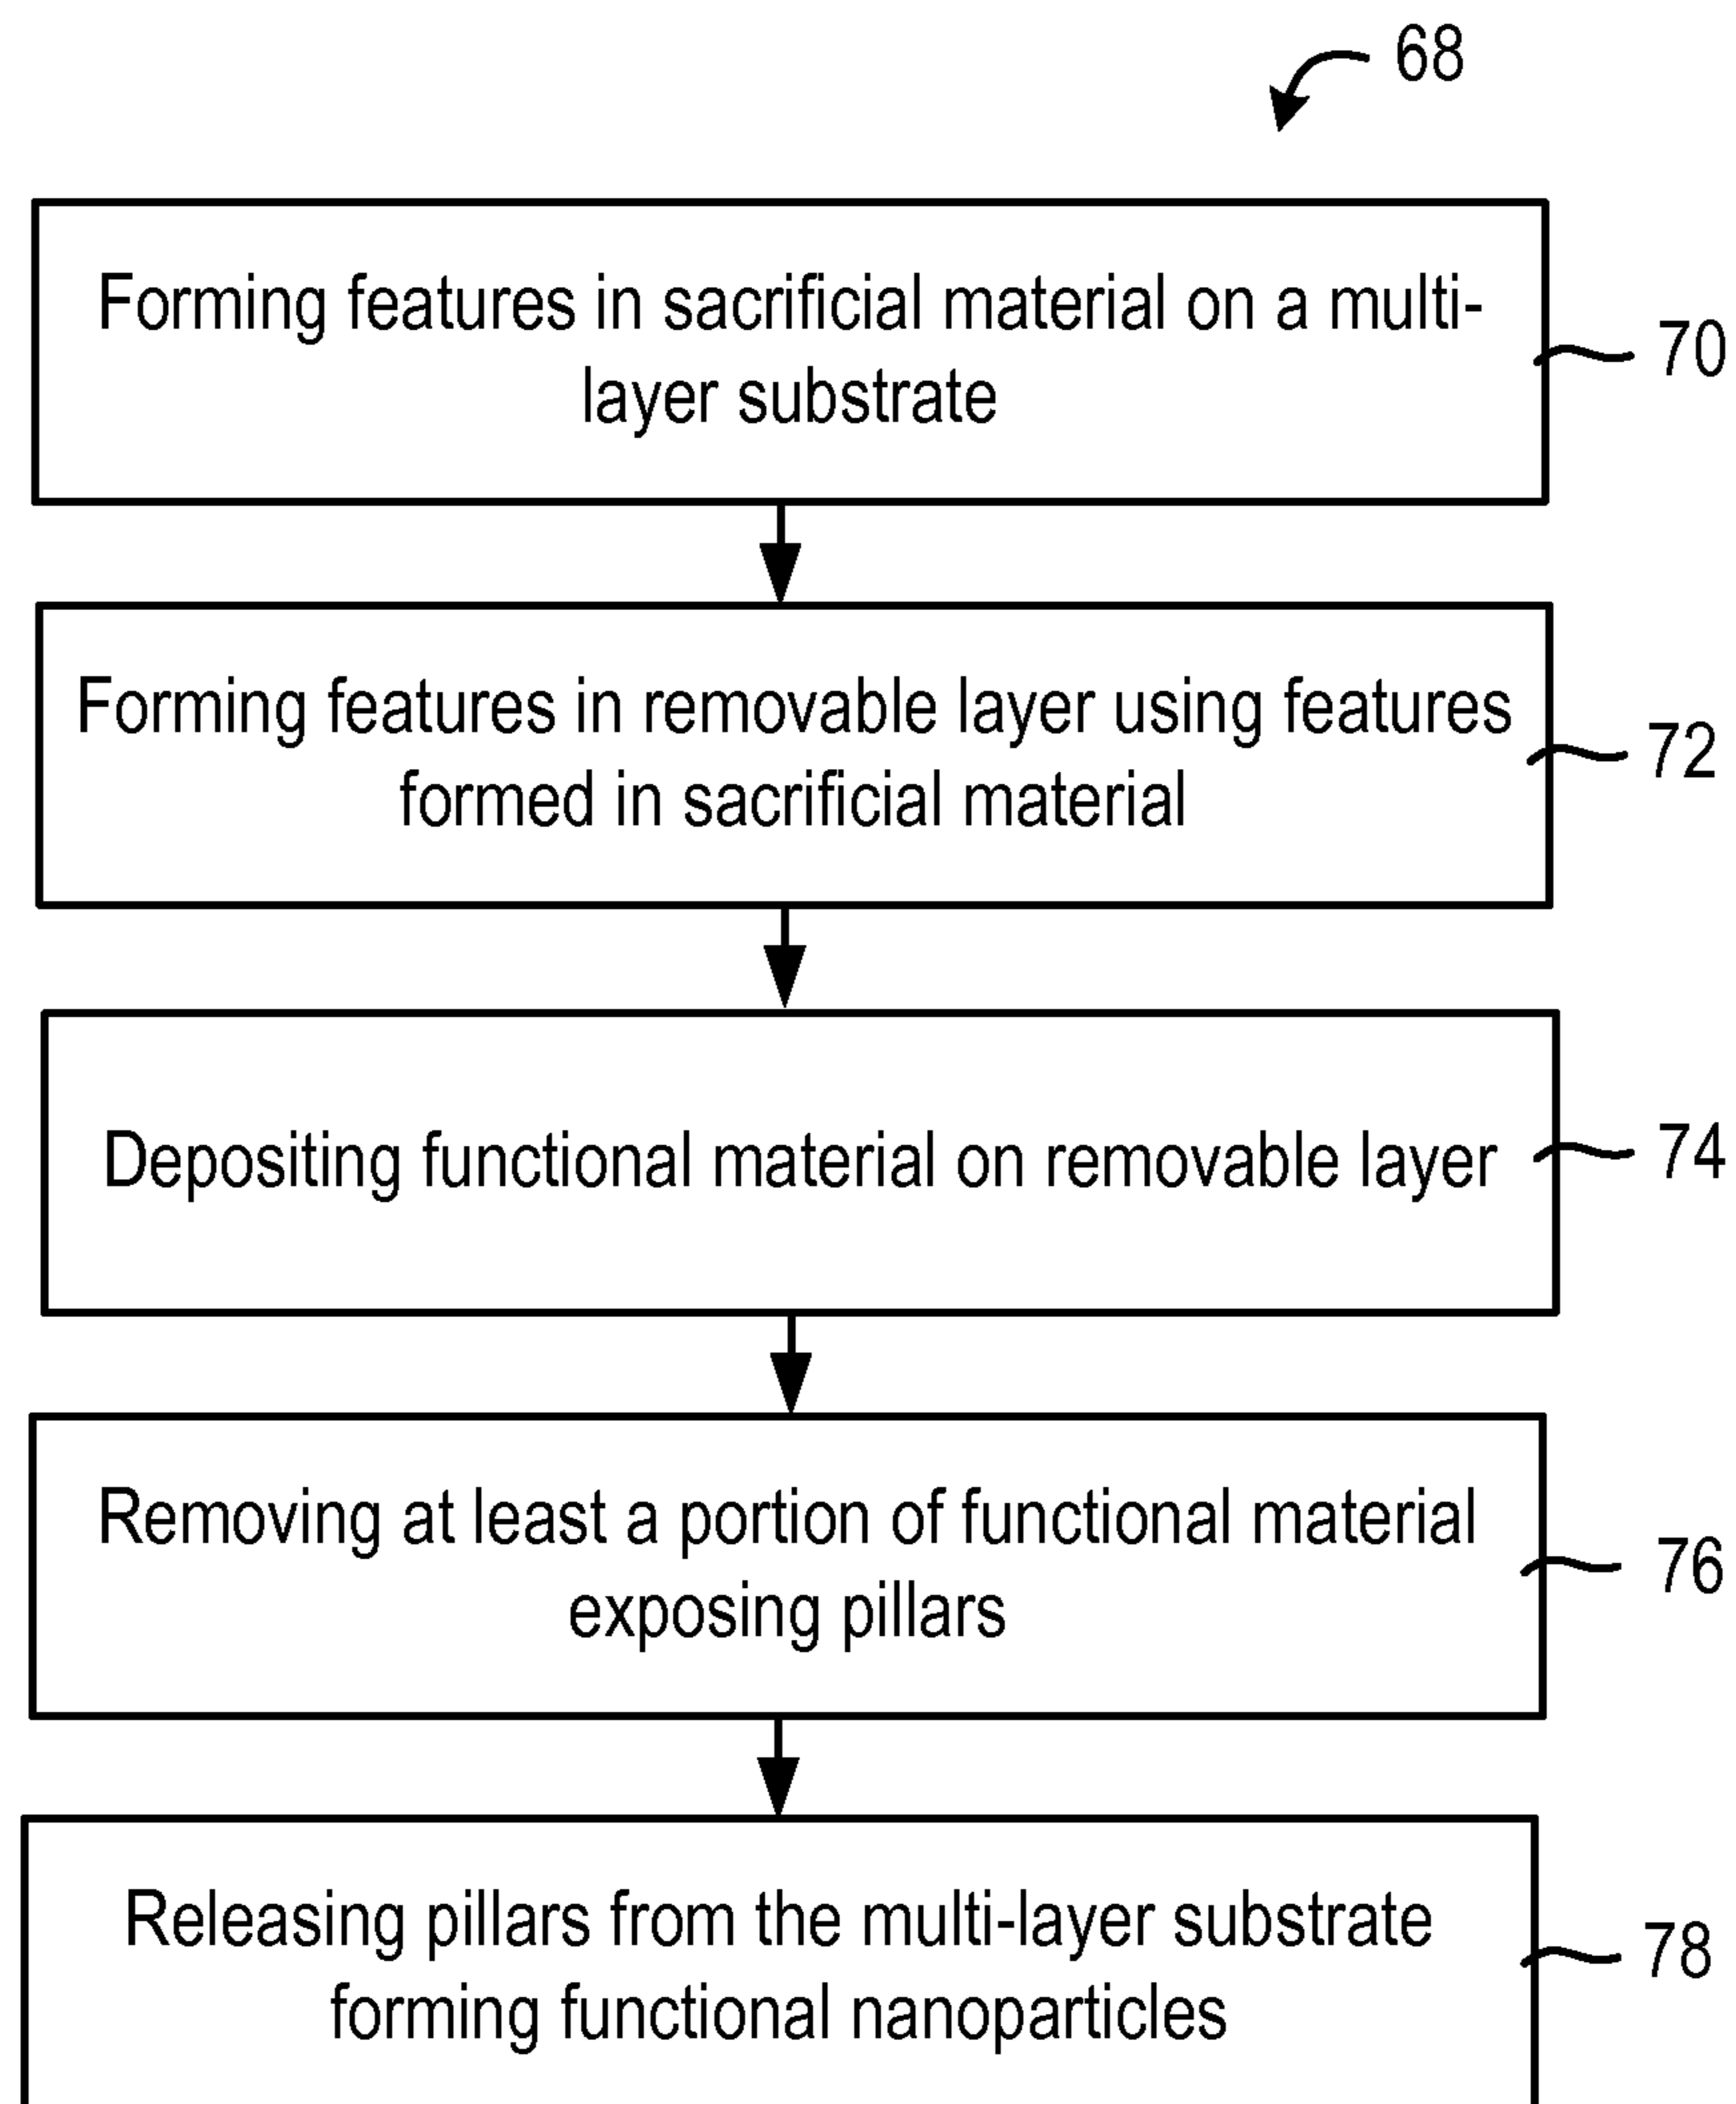 68
Forming features in sacrificial material on a multi-
layer substrate
70
Forming features in removable layer using features
formed in sacrificial material
72
Depositing functional material on removable layer
74
Removing at least a portion of functional material
exposing pillars
76
Releasing pillars from the multi-layer substrate
forming functional nanoparticles
78